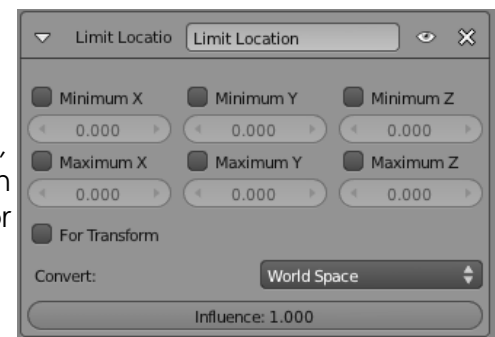 Limit Locatio Limit Location
Minimum X Minimum Y Minimum Z
0.000 0.000 0.000
Maximum X Maximum Y Maximum Z
0.000 0.000 0.000
For Transform
Convert: World Space
Influence: 1.000